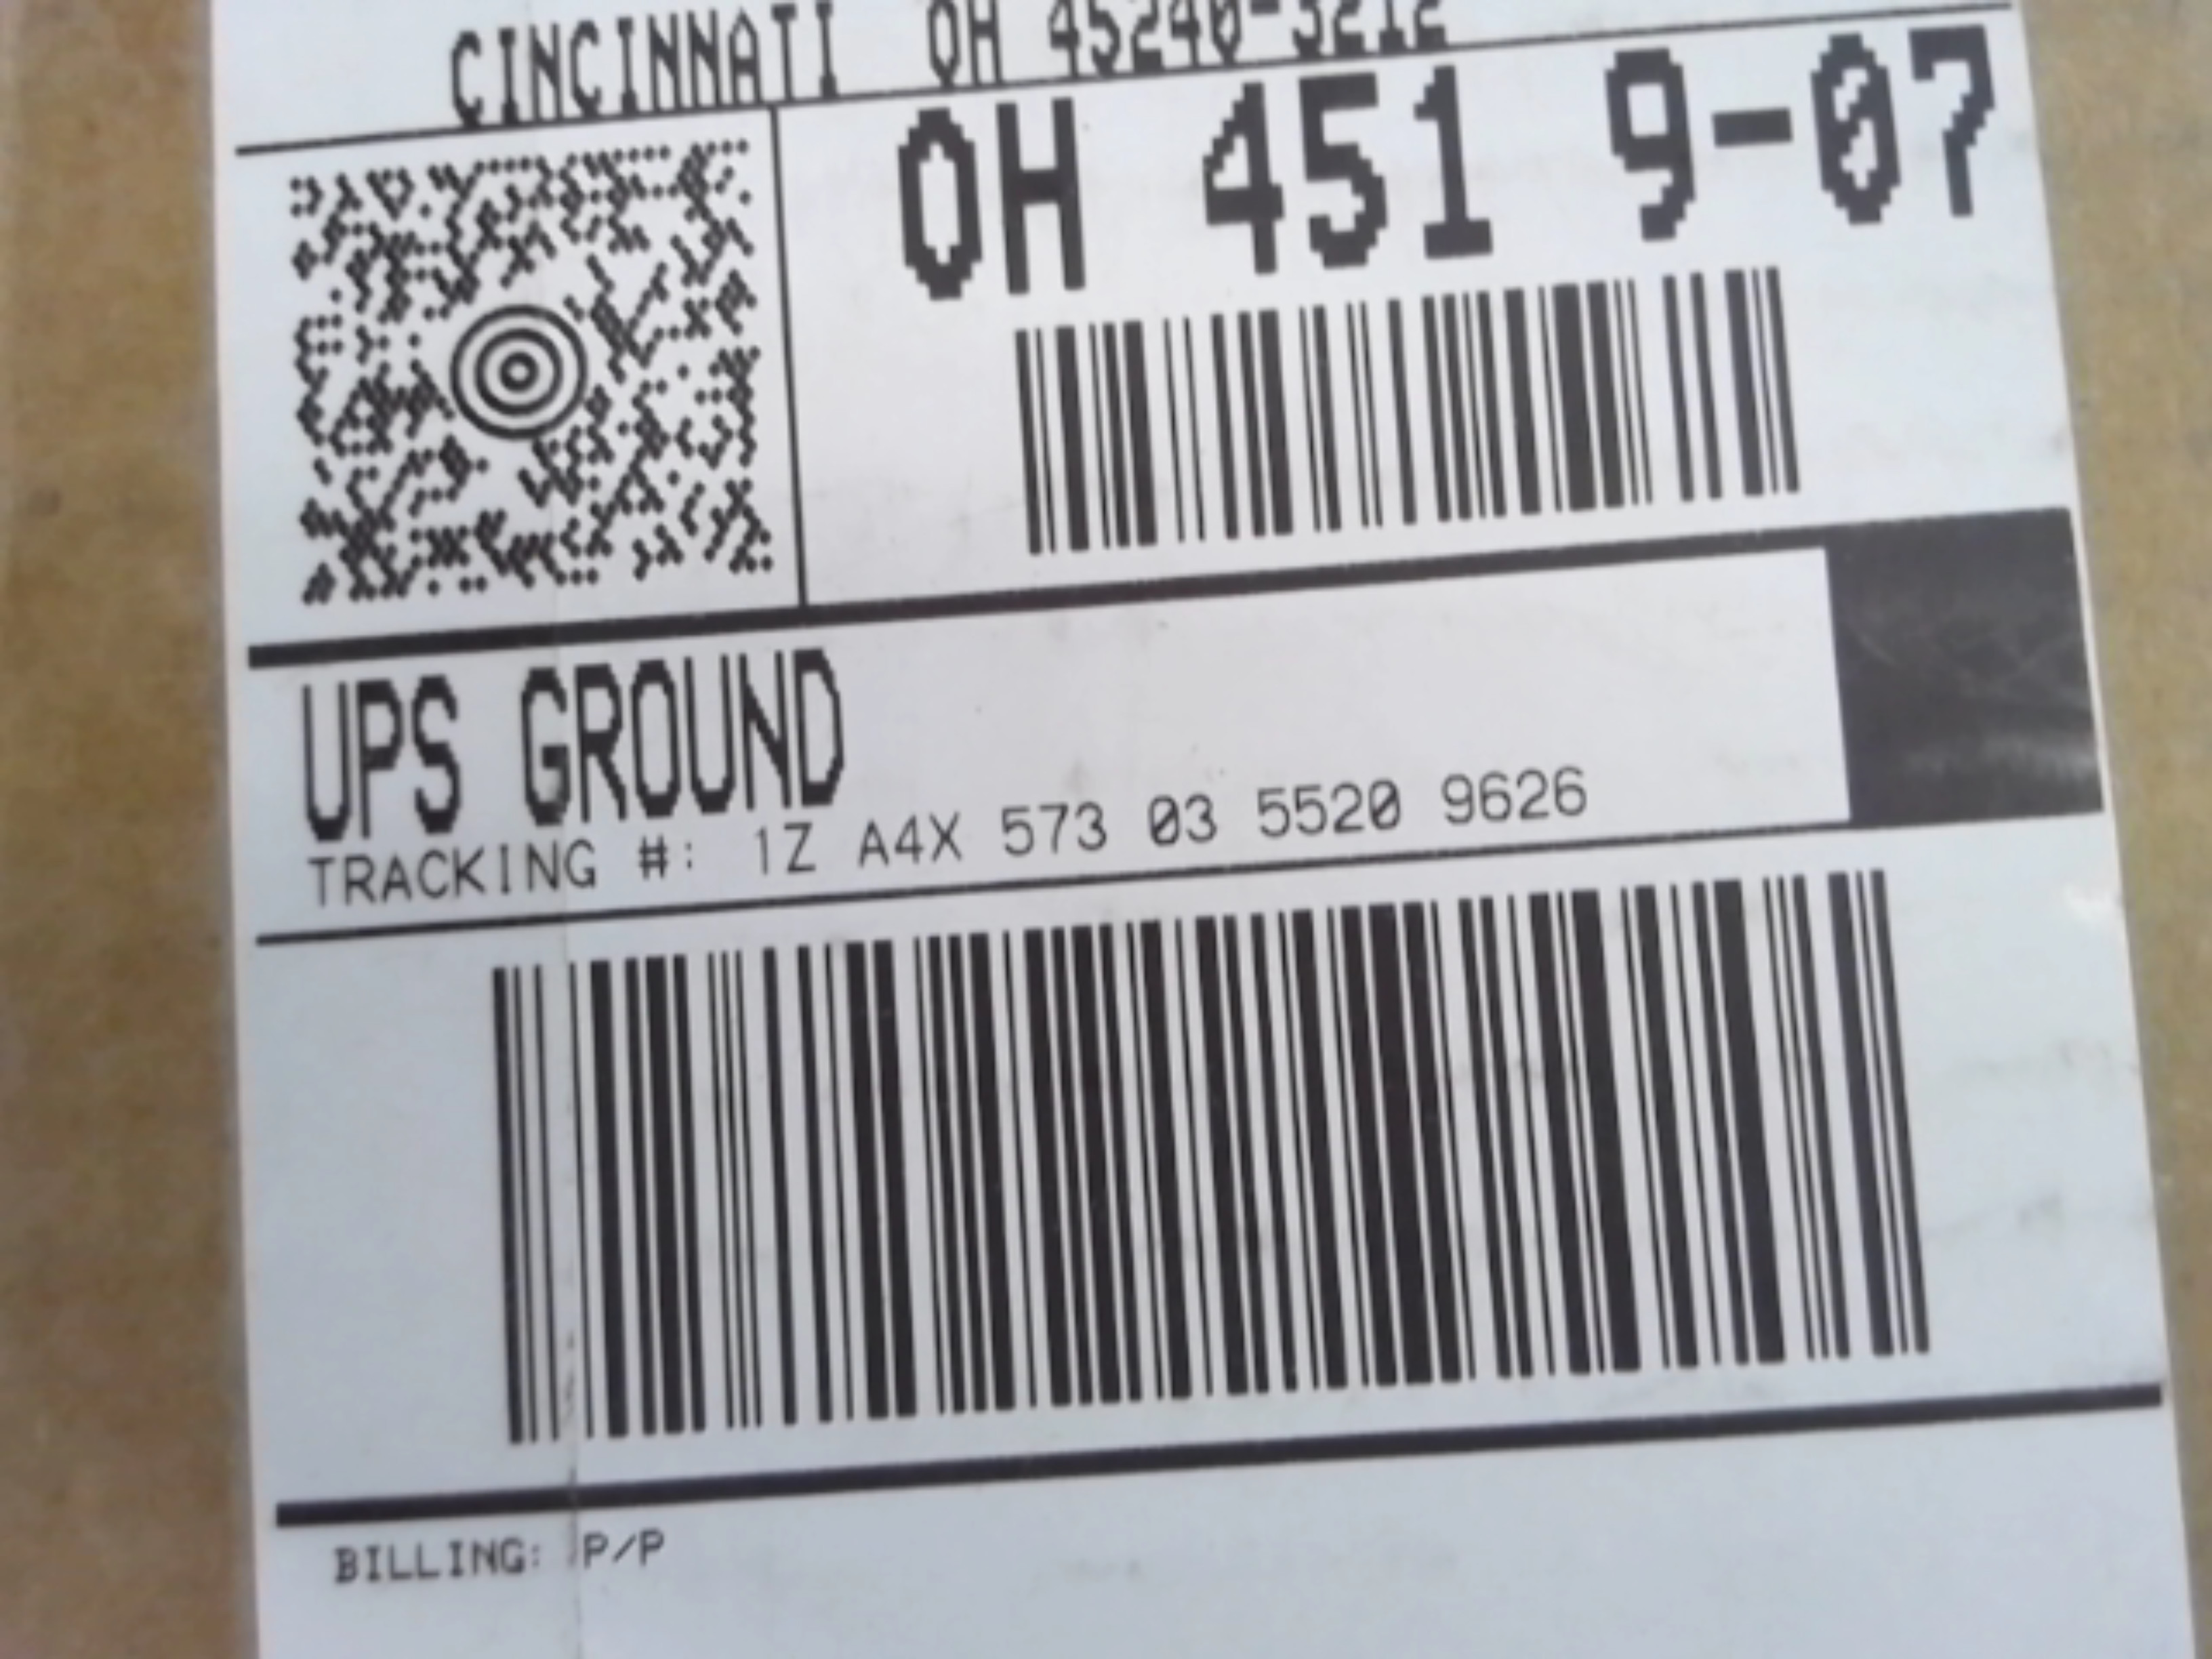 CINCINNATI OH 45240-3212
OH 451 9-07
UPS GROUND
TRACKING #: 1Z A4X 573 03 5520 9626
BILLING: P/P